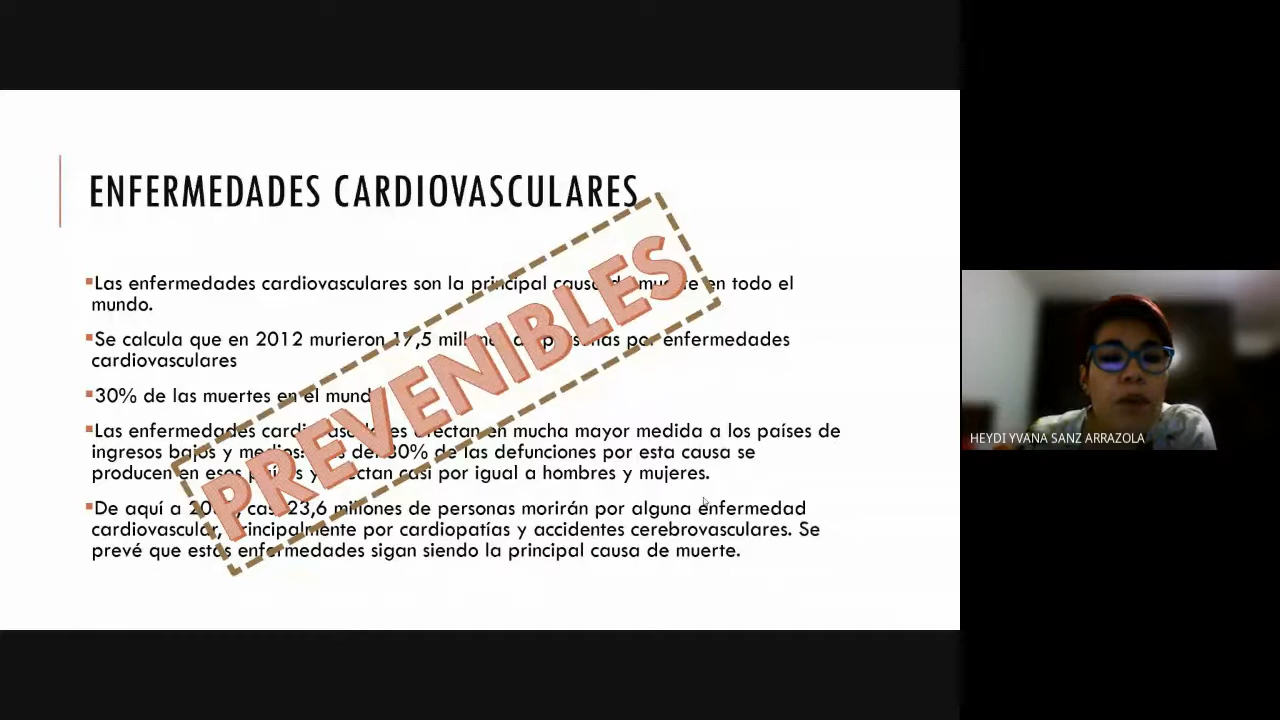 ENFERMEDADES CARDIOVASCULARES
PREVENIBLES
▪Las enfermedades cardiovasculares son la principal causa de muerte en todo el
mundo.
▪Se calcula que en 2012 murieron 17,5 millones de personas por enfermedades
cardiovasculares
▪30% de las muertes en el mundo
▪Las enfermedades cardiovasculares afectan en mucha mayor medida a los países de
ingresos bajos y medios: más del 80% de las defunciones por esta causa se
producen en esos países y afectan casi por igual a hombres y mujeres.
▪De aquí a casi 23,6 millones de personas morirán por alguna enfermedad
cardiovascular, principalmente por cardiopatías y accidentes cerebrovasculares. Se
prevé que estas enfermedades sigan siendo la principal causa de muerte.
HEYDI YVANA SANZ ARRAZOLA